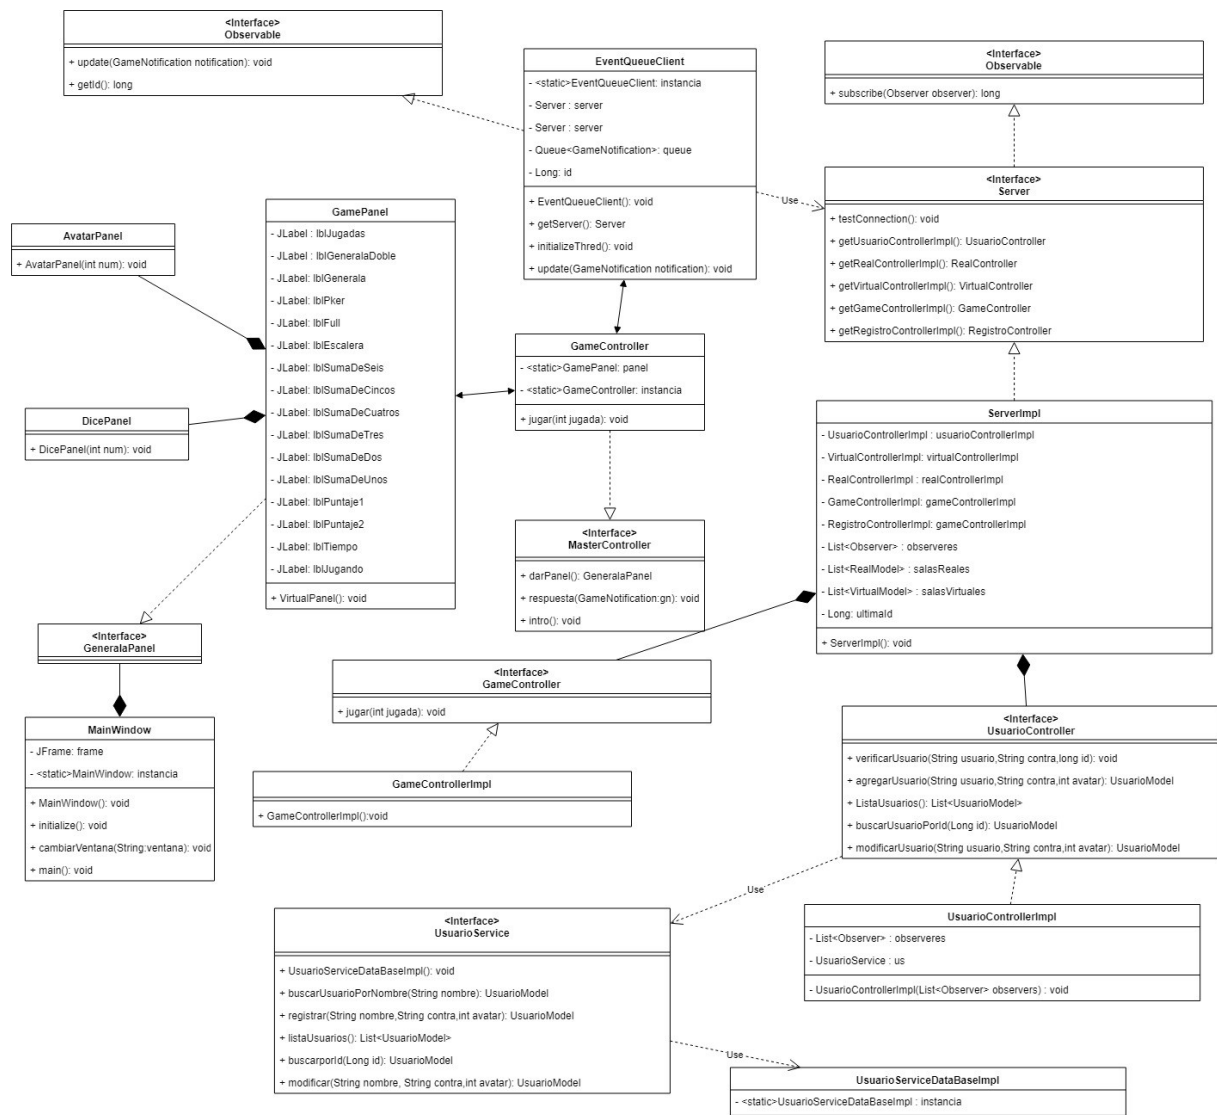 <Interface>
Observable
+ update(GameNotification notification): void
+ getId(): long
EventQueueClient
- <static>EventQueueClient: instancia
- Server : server
- Server : server
- Queue<GameNotification>: queue
- Long: id
+ EventQueueClient(): void
+ getServer(): Server
+ initializeThred(): void
+ update(GameNotification notification): void
<Interface>
Observable
+ subscribe(Observer observer): long
Use
<Interface>
Server
+ testConnection(): void
+ getUsuarioControllerImpl(): UsuarioController
+ getRealControllerImpl(): RealController
+ getVirtualControllerImpl(): VirtualController
+ getGameControllerImpl(): GameController
+ getRegistroControllerImpl(): RegistroController
AvatarPanel
+ AvatarPanel(int num): void
DicePanel
+ DicePanel(int num): void
GamePanel
- JLabel : lblJugadas
- JLabel : lblGeneralaDoble
- JLabel: lblGenerala
- JLabel: lblPker
- JLabel: lblFull
- JLabel: lblEscalera
- JLabel: lblSumaDeSeis
- JLabel: lblSumaDeCincos
- JLabel: lblSumaDeCuatros
- JLabel: lblSumaDeTres
- JLabel: lblSumaDeDos
- JLabel: lblSumaDeUnos
- JLabel: lblPuntaje1
- JLabel: lblPuntaje2
- JLabel: lblTiempo
- JLabel: lblJugando
+ VirtualPanel(): void
GameController
- <static>GamePanel: panel
- <static>GameController: instancia
+ jugar(int jugada): void
<Interface>
MasterController
+ darPanel(): GeneralaPanel
+ respuesta(GameNotification:gn): void
+ intro(): void
ServerImpl
- UsuarioControllerImpl : usuarioControllerImpl
- VirtualControllerImpl: virtualControllerImpl
- RealControllerImpl : realControllerImpl
- GameControllerImpl: gameControllerImpl
- RegistroControllerImpl: gameControllerImpl
- List<Observer> : observeres
- List<RealModel> : salasReales
- List<VirtualModel> : salasVirtuales
- Long: ultimaId
+ ServerImpl(): void
<Interface>
GeneralaPanel
MainWindow
- JFrame: frame
- <static>MainWindow: instancia
+ MainWindow(): void
+ initialize(): void
+ cambiarVentana(String:ventana): void
+ main(): void
<Interface>
GameController
+ jugar(int jugada): void
GameControllerImpl
+ GameControllerImpl():void
<Interface>
UsuarioController
+ verificarUsuario(String usuario,String contra,long id): void
+ agregarUsuario(String usuario,String contra,int avatar): UsuarioModel
+ ListaUsuarios(): List<UsuarioModel>
+ buscarUsuarioPorId(Long id): UsuarioModel
+ modificarUsuario(String usuario,String contra,int avatar): UsuarioModel
Use
UsuarioControllerImpl
- List<Observer> : observeres
- UsuarioService : us
- UsuarioControllerImpl(List<Observer> observers) : void
<Interface>
UsuarioService
+ UsuarioServiceDataBaseImpl(): void
+ buscarUsuarioPorNombre(String nombre): UsuarioModel
+ registrar(String nombre,String contra,int avatar): UsuarioModel
+ listaUsuarios(): List<UsuarioModel>
+ buscarporId(Long id): UsuarioModel
+ modificar(String nombre, String contra,int avatar): UsuarioModel
Use
UsuarioServiceDataBaseImpl
- <static>UsuarioServiceDataBaseImpl : instancia